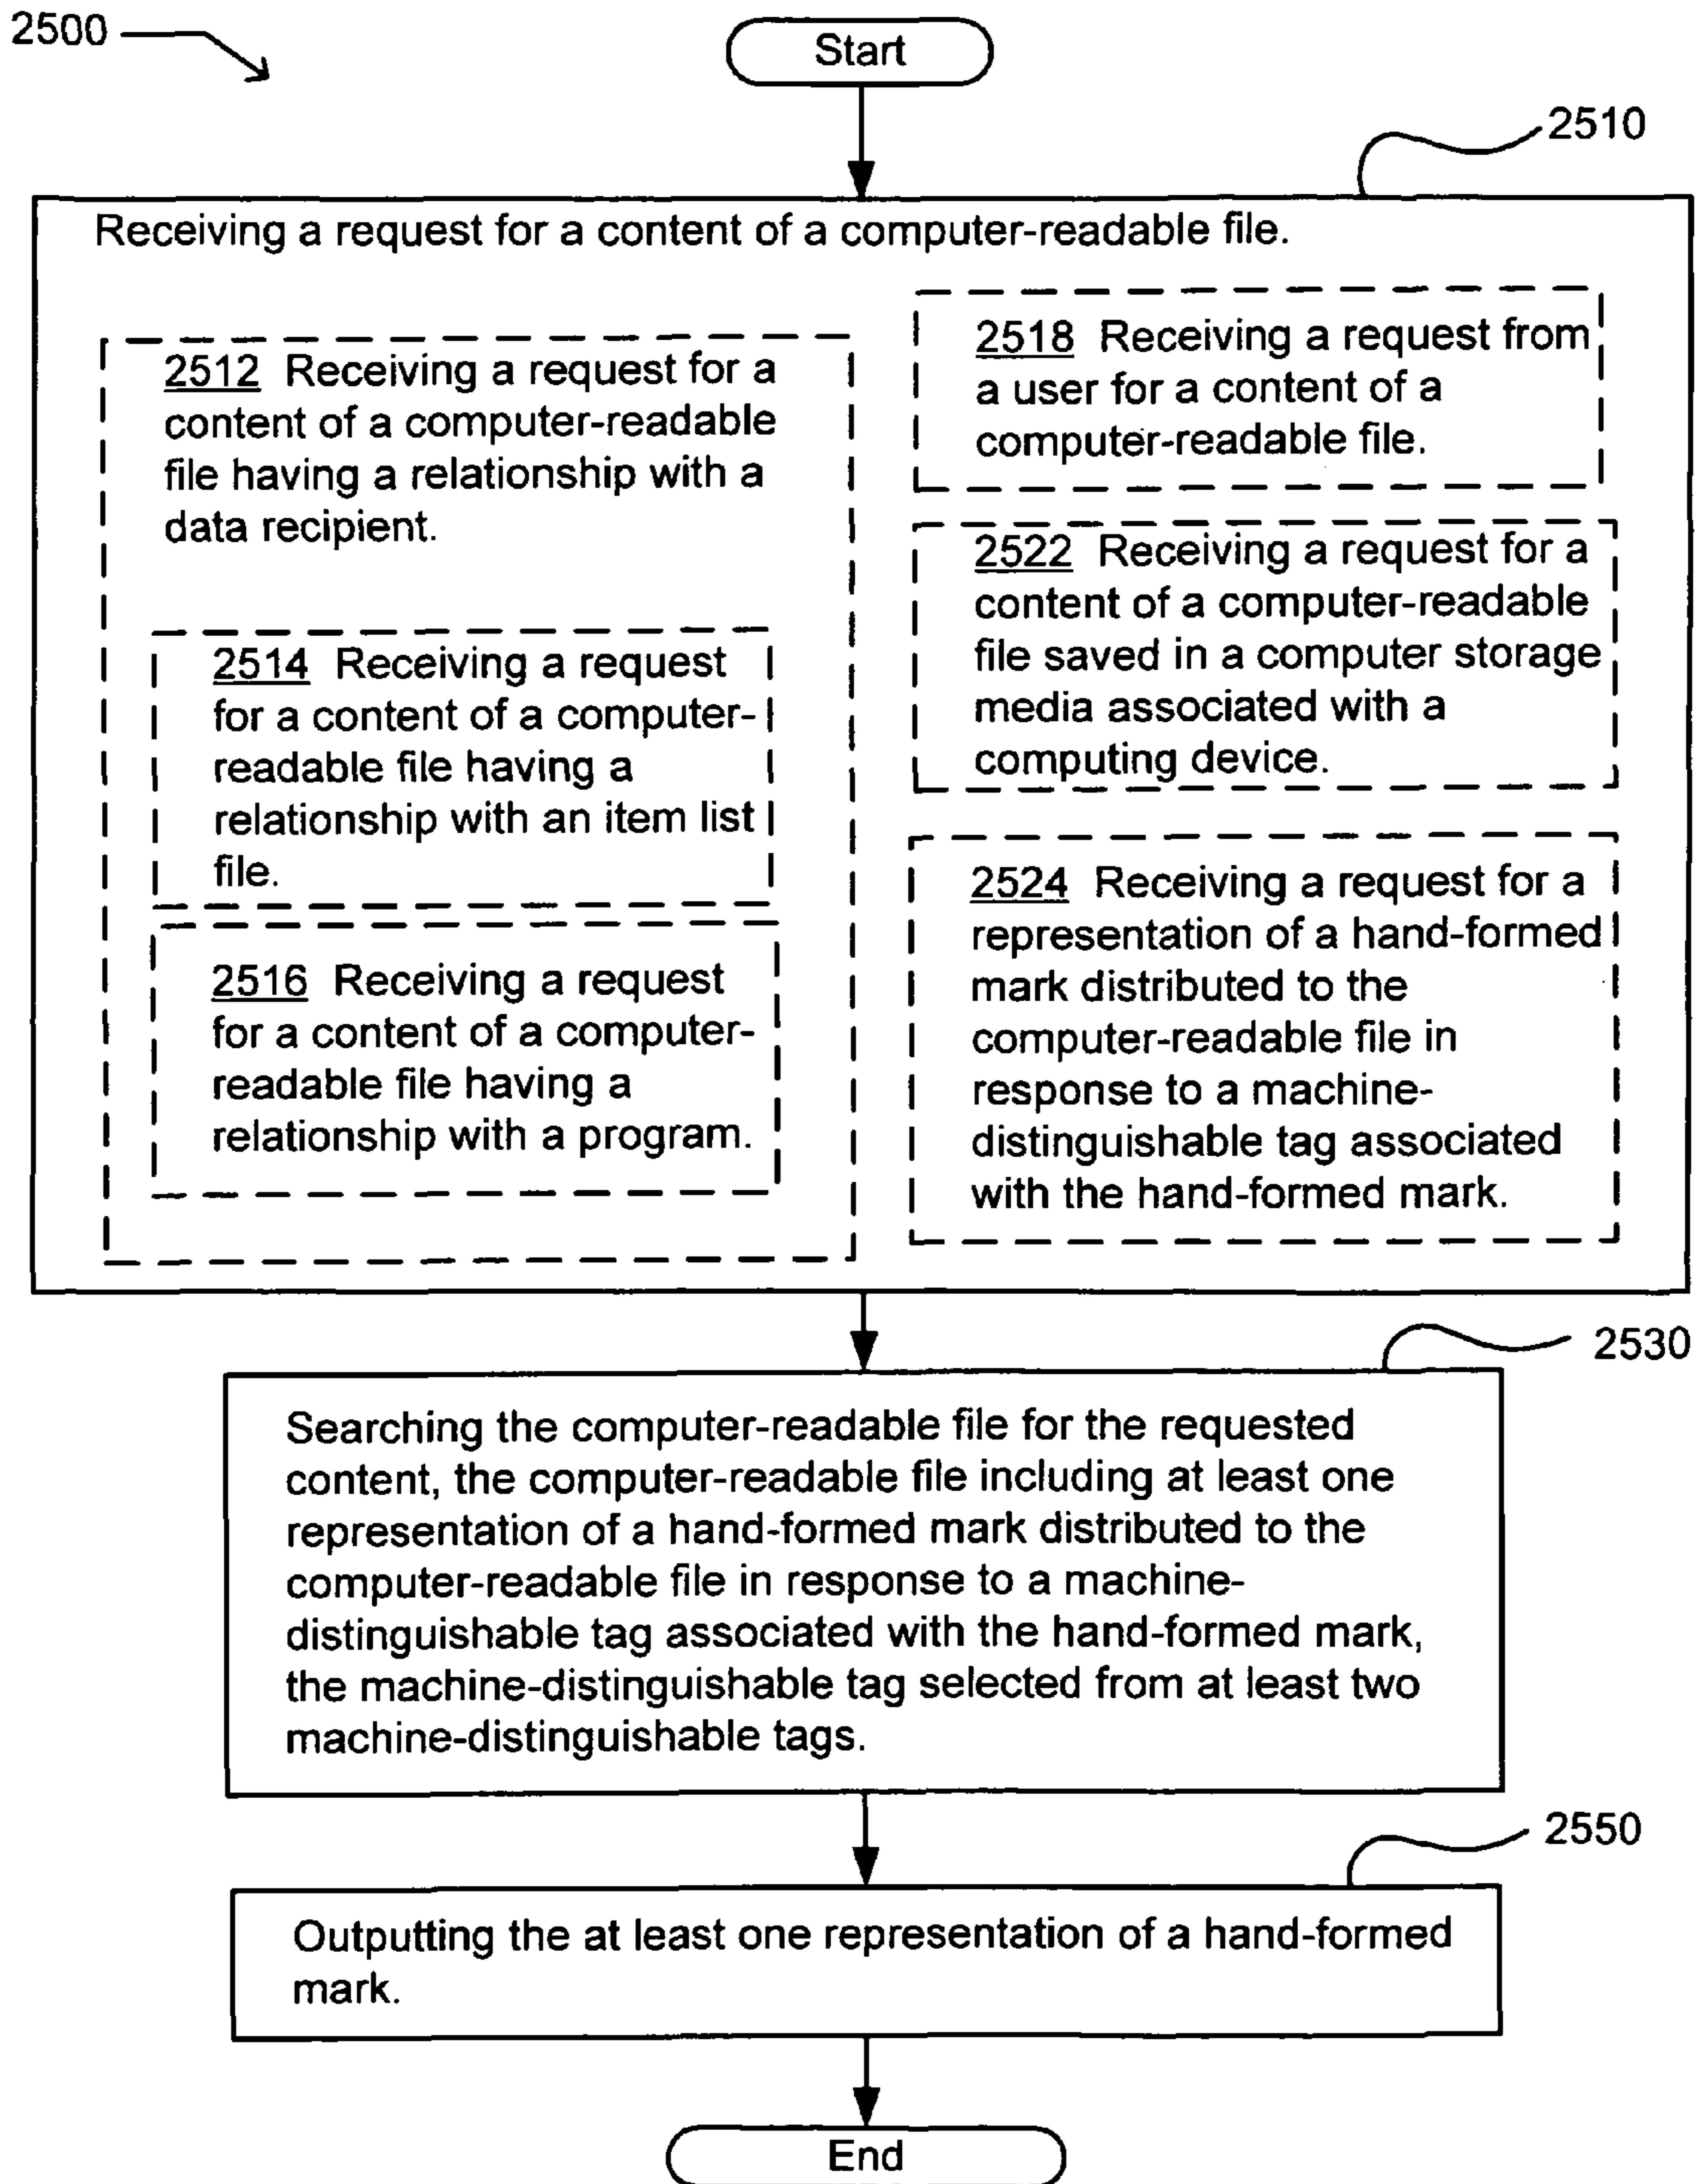 2500
Start
2510
Receiving a request for a content of a computer-readable file.
2512 Receiving a request for a
content of a computer-readable
file having a relationship with a
data recipient.
2514 Receiving a request
for a content of a computer-
readable file having a
relationship with an item list
file.
2516 Receiving a request
for a content of a computer-
readable file having a
relationship with a program.
2518 Receiving a request from
a user for a content of a
computer-readable file.
2522 Receiving a request for a
content of a computer-readable
file saved in a computer storage
media associated with a
computing device.
2524 Receiving a request for a
representation of a hand-formed
mark distributed to the
computer-readable file in
response to a machine-
distinguishable tag associated
with the hand-formed mark.
2530
Searching the computer-readable file for the requested
content, the computer-readable file including at least one
representation of a hand-formed mark distributed to the
computer-readable file in response to a machine-
distinguishable tag associated with the hand-formed mark,
the machine-distinguishable tag selected from at least two
machine-distinguishable tags.
2550
Outputting the at least one representation of a hand-formed
mark.
End